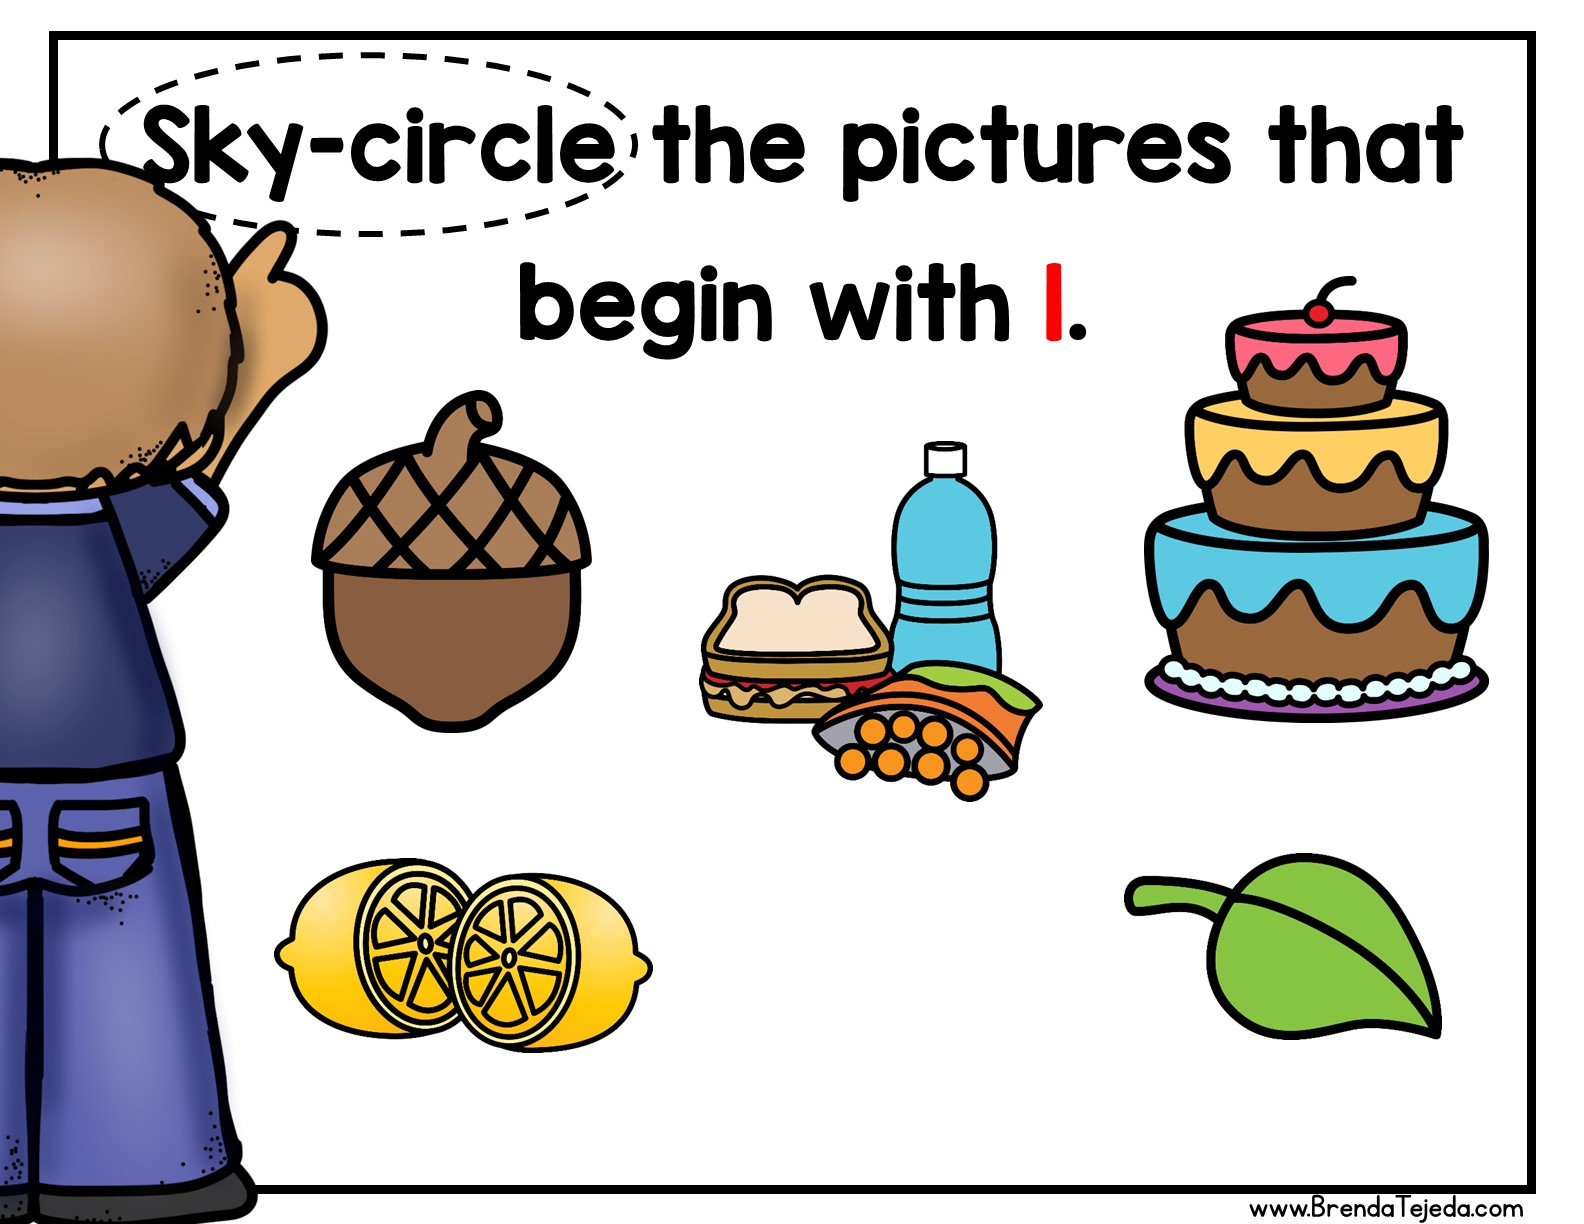 Sky-circle the pictures that
begin with l.
www.BrendaTejeda.com